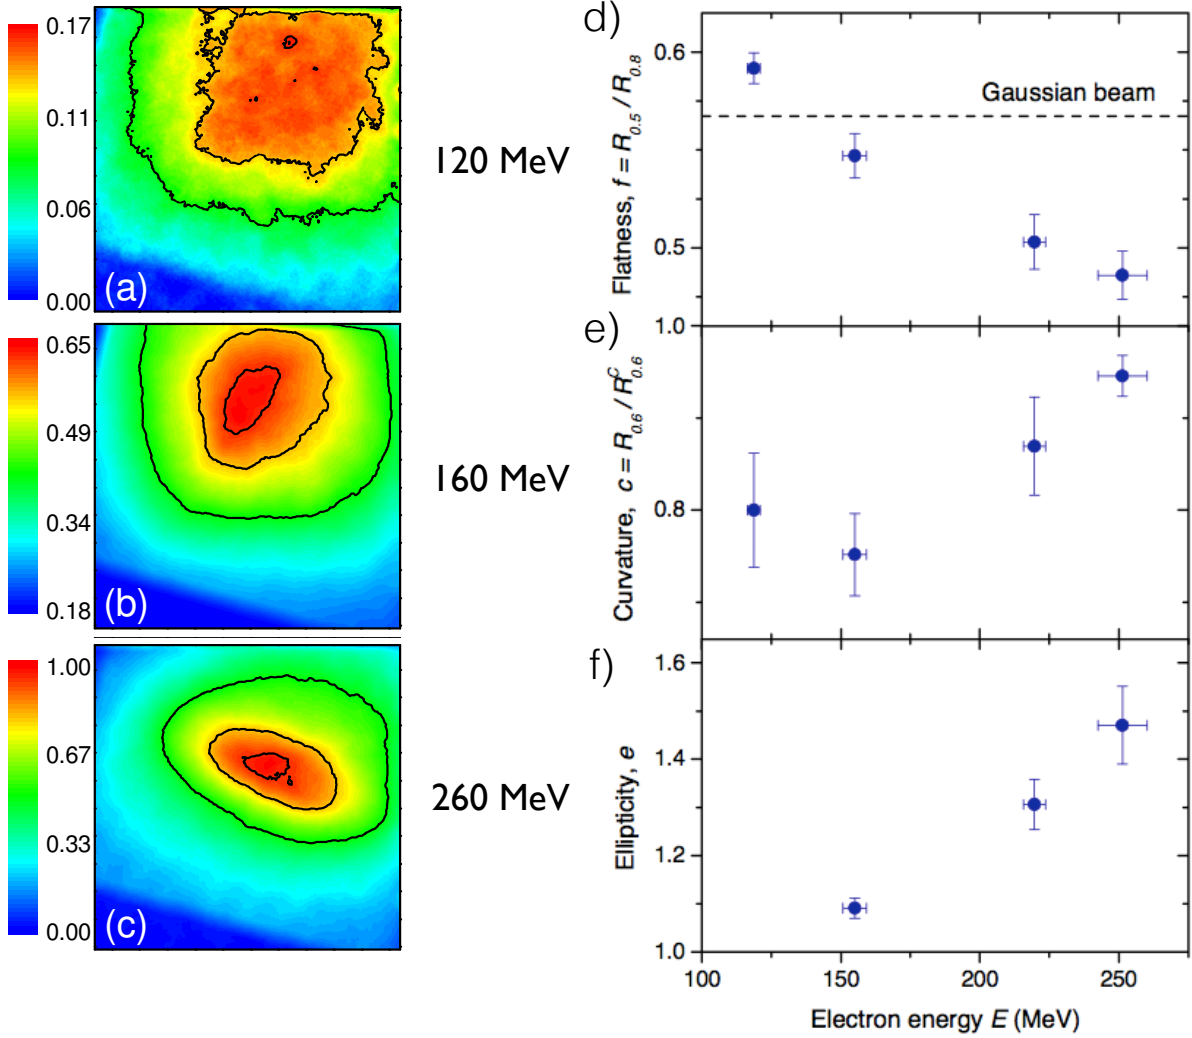 0.17
0.11
0.06
0.00
(a)
120 MeV
0.65
0.49
0.34
0.18
(b)
160 MeV
1.00
0.67
0.33
0.00
(c)
260 MeV
d)
0.6
0.5
Flatness, f = R0.5 / R0.8
Gaussian beam
e)
1.0
0.8
Curvature, c = R0.6 / R^C0.6
f)
1.6
1.4
1.2
1.0
Ellipticity, e
100 150 200 250
Electron energy E (MeV)